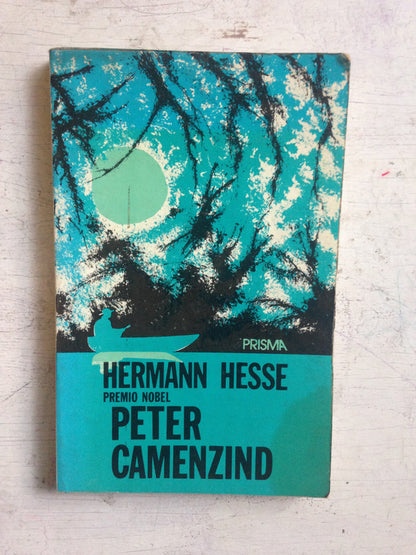 PRISMA
HERMANN HESSE
PREMIO NOBEL
PETER
CAMENZIND